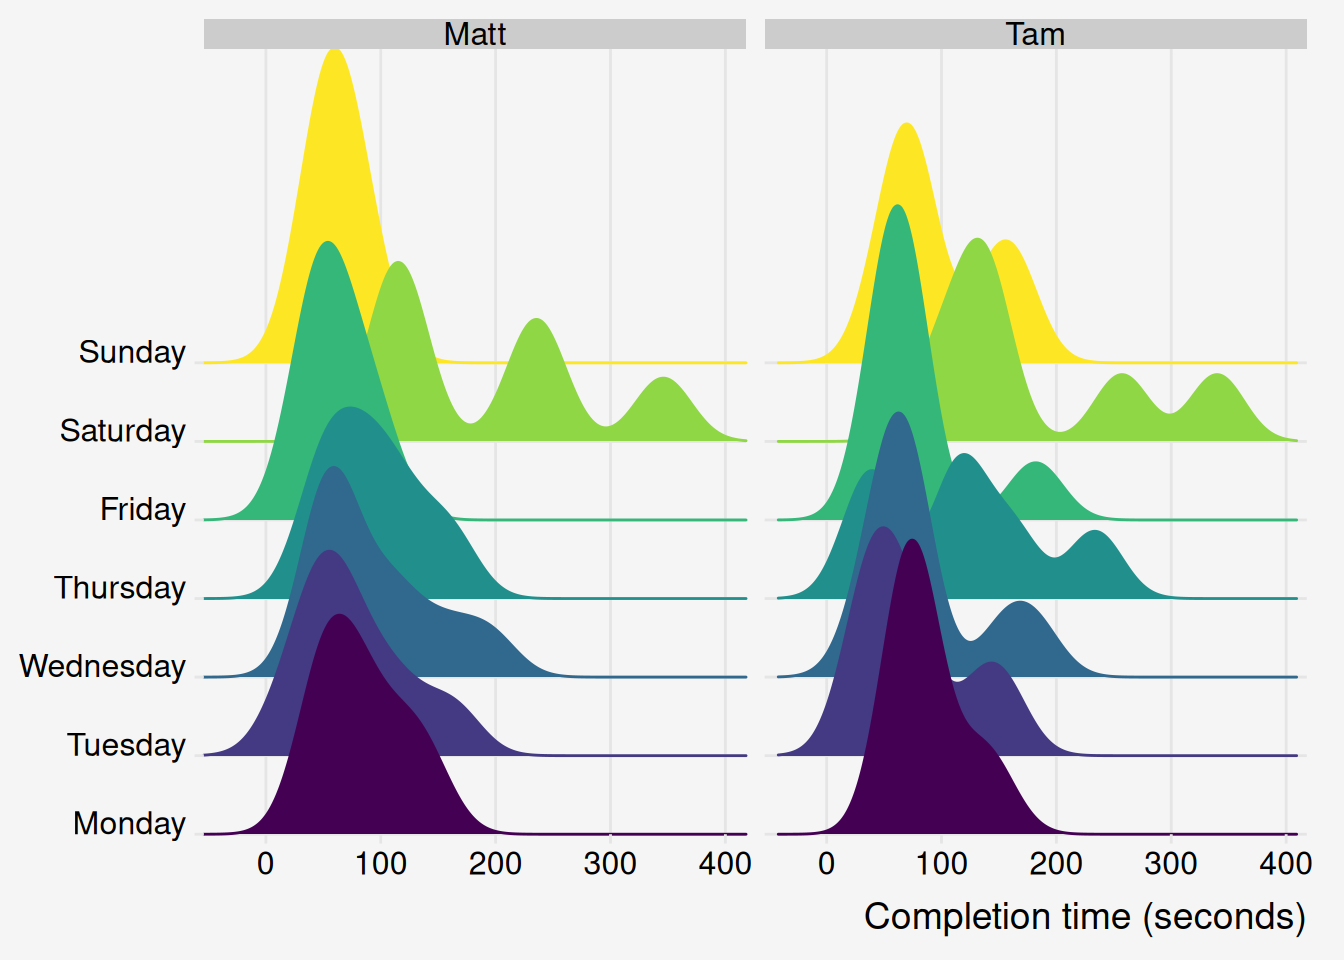 Matt
Tam
Sunday
Saturday
Friday
Thursday
Wednesday
Tuesday
Monday
0 100 200 300 400 0 100 200 300 400
Completion time (seconds)